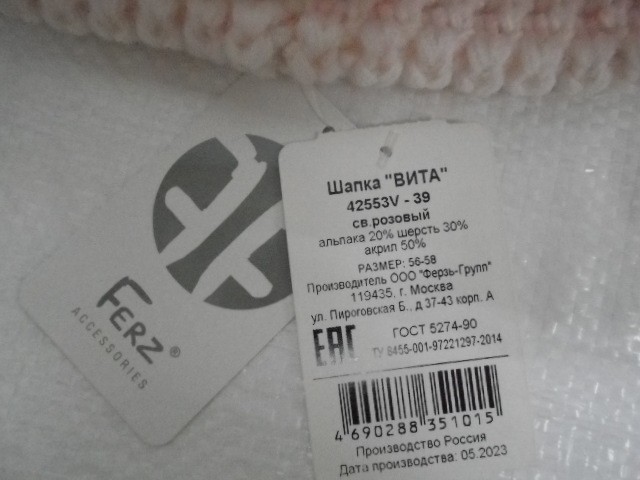 FERZ®
ACCESSORIES
Шапка "ВИТА"
42553V - 39
св.розовый
альпака 20% шерсть 30%
акрил 50%
РАЗМЕР: 56-58
Производитель ООО "Ферзь-Групп"
119435. г. Москва
ул. Пироговская Б., д 37-43 корп. А
ЕАС ГОСТ 5274-90
ТУ 8455-001-97221297-2014
4 690288 351015
Производство Россия
Дата производства: 05.2023